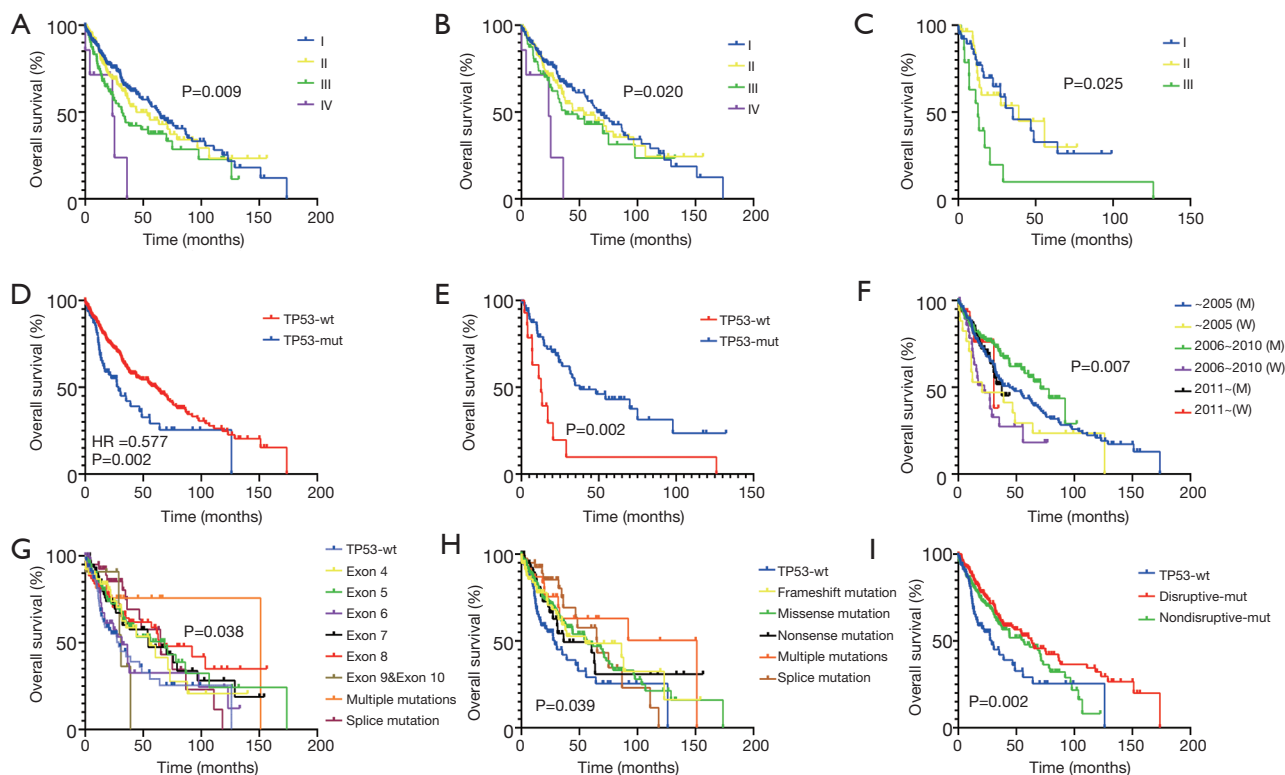 A
Overall survival (%)
100
50
0
0 50 100 150 200
Time (months)
P=0.009
I
II
III
IV
B
Overall survival (%)
100
50
0
0 50 100 150 200
Time (months)
P=0.020
I
II
III
IV
C
Overall survival (%)
100
50
0
0 50 100 150
Time (months)
P=0.025
I
II
III
D
Overall survival (%)
100
50
0
0 50 100 150 200
Time (months)
HR =0.577
P=0.002
TP53-wt
TP53-mut
E
Overall survival (%)
100
50
0
0 50 100 150
Time (months)
P=0.002
TP53-wt
TP53-mut
F
Overall survival (%)
100
50
0
0 50 100 150 200
Time (months)
P=0.007
~2005 (M)
~2005 (W)
2006~2010 (M)
2006~2010 (W)
2011~(M)
2011~(W)
G
Overall survival (%)
100
50
0
0 50 100 150 200
Time (months)
P=0.038
TP53-wt
Exon 4
Exon 5
Exon 6
Exon 7
Exon 8
Exon 9&Exon 10
Multiple mutations
Splice mutation
H
Overall survival (%)
100
50
0
0 50 100 150 200
Time (months)
P=0.039
TP53-wt
Frameshift mutation
Missense mutation
Nonsense mutation
Multiple mutations
Splice mutation
I
Overall survival (%)
100
50
0
0 50 100 150 200
Time (months)
P=0.002
TP53-wt
Disruptive-mut
Nondisruptive-mut